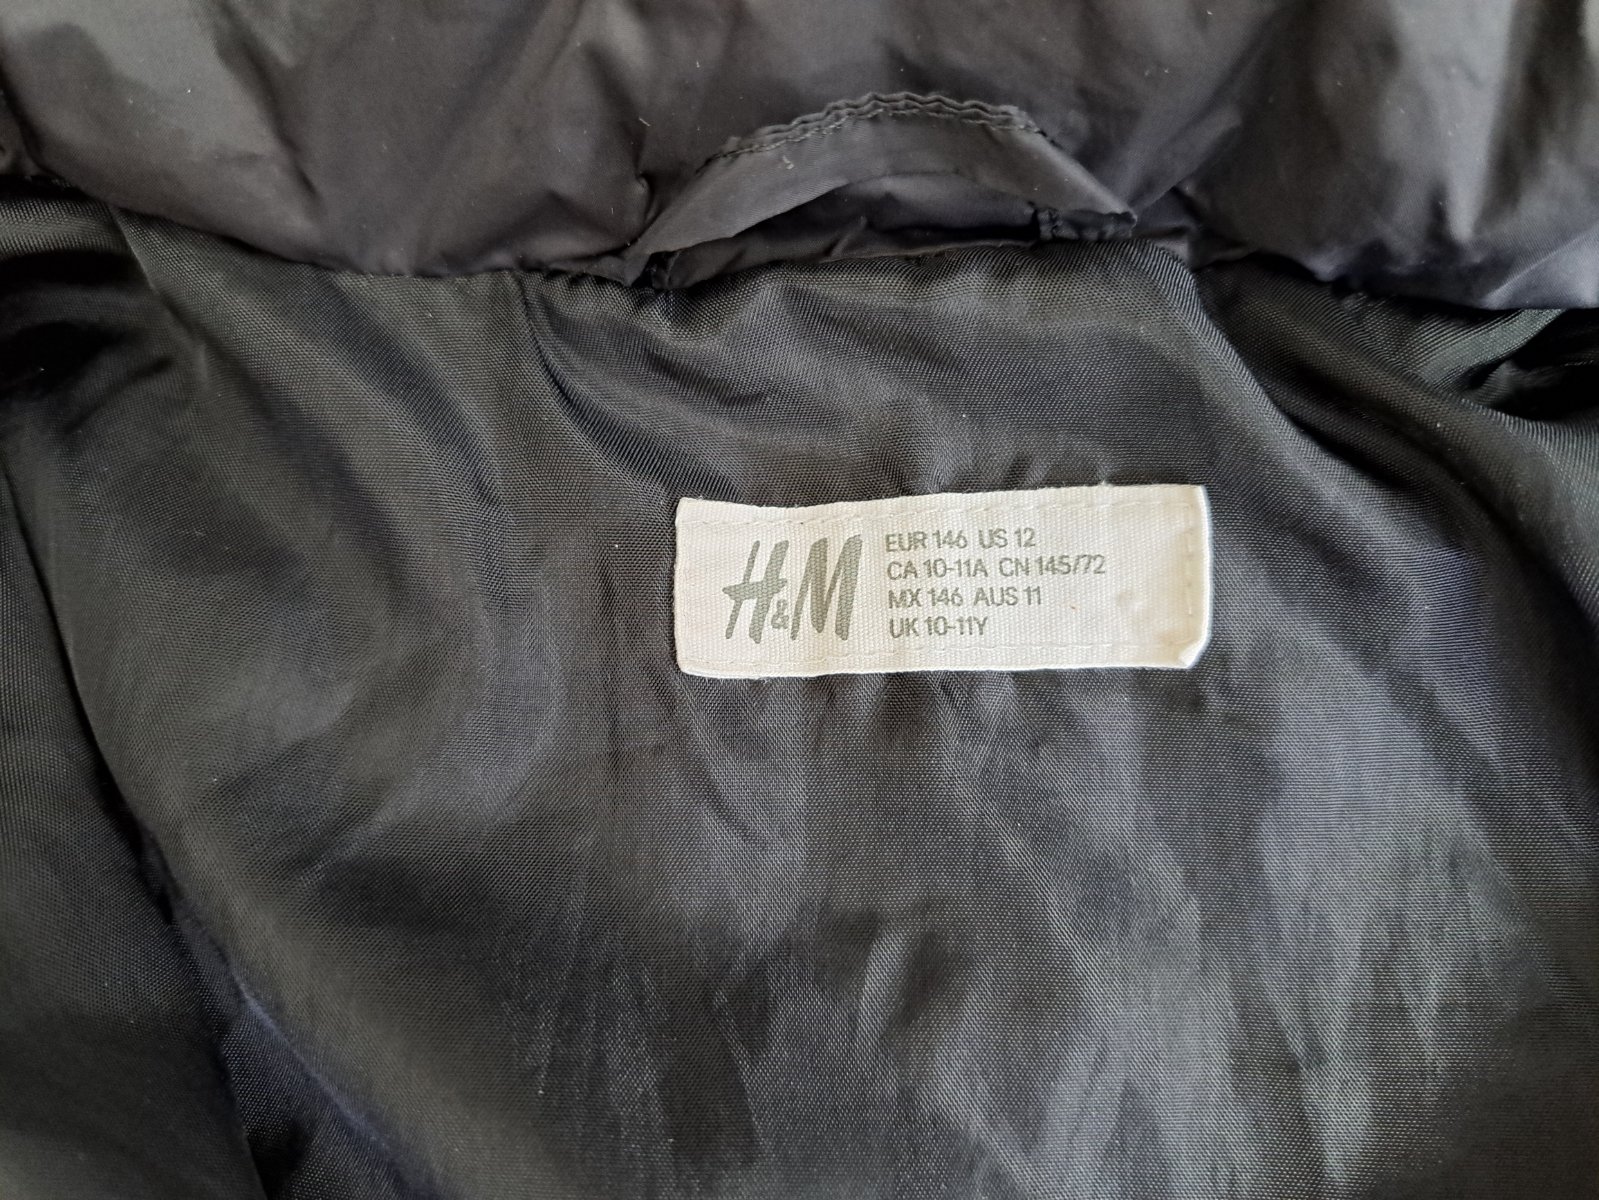 H&M
EUR 146 US 12
CA 10-11A CN 145/72
MX 146 AUS 11
UK 10-11Y